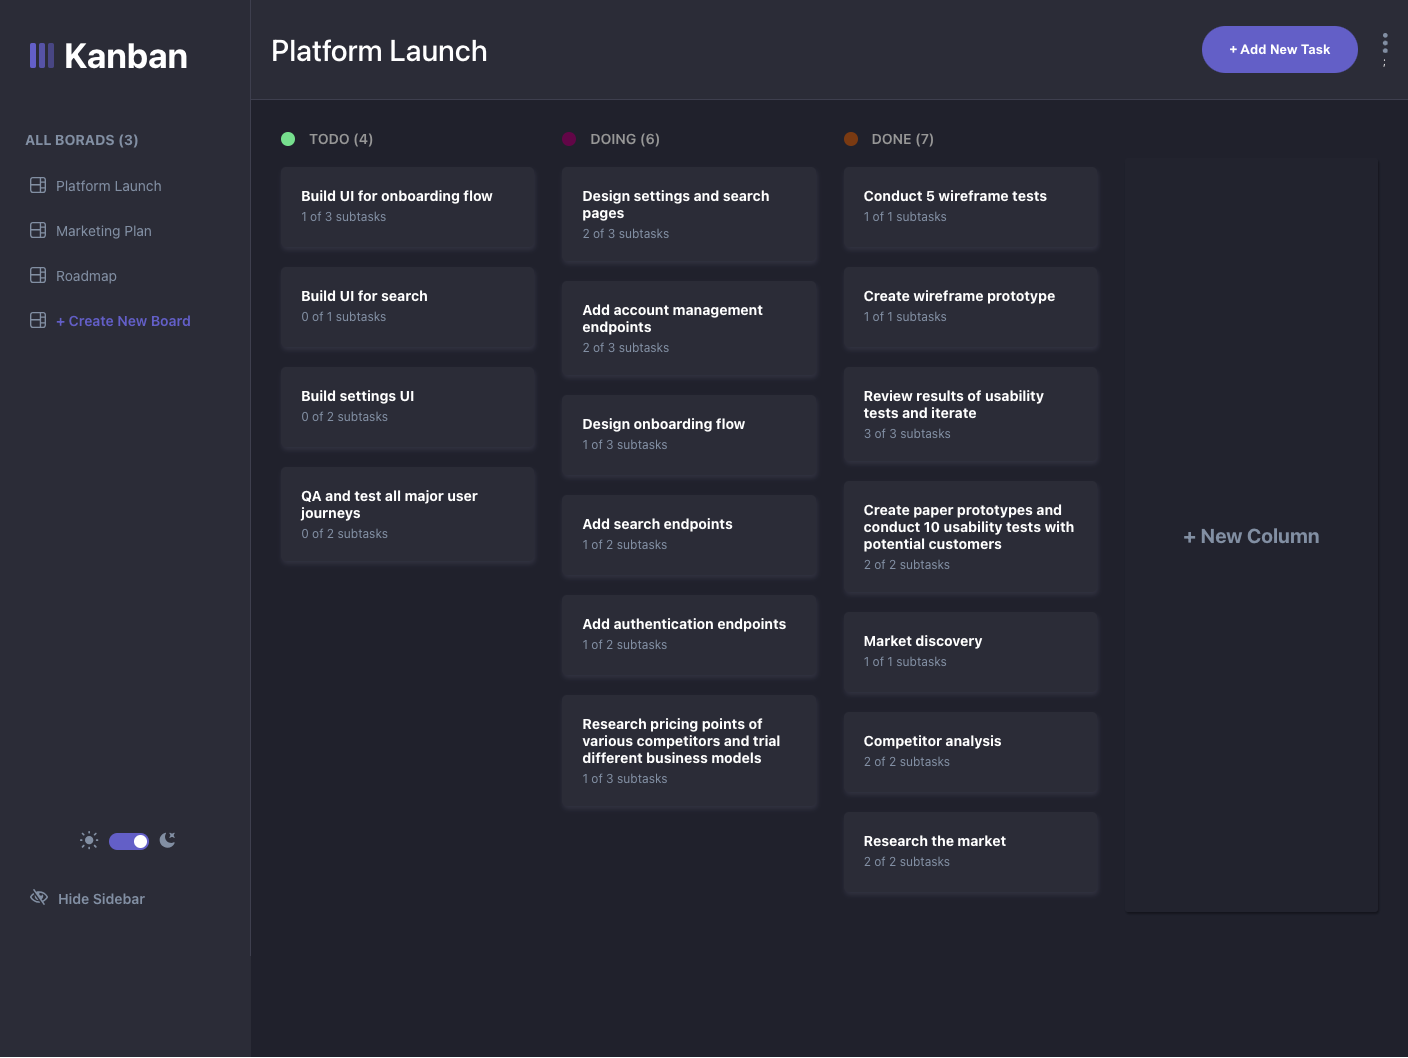 Kanban
Platform Launch
+ Add New Task
;
ALL BORADS (3)
Platform Launch
Marketing Plan
Roadmap
+ Create New Board
Hide Sidebar
TODO (4)
Build UI for onboarding flow
1 of 3 subtasks
Build UI for search
0 of 1 subtasks
Build settings UI
0 of 2 subtasks
QA and test all major user
journeys
0 of 2 subtasks
DOING (6)
Design settings and search
pages
2 of 3 subtasks
Add account management
endpoints
2 of 3 subtasks
Design onboarding flow
1 of 3 subtasks
Add search endpoints
1 of 2 subtasks
Add authentication endpoints
1 of 2 subtasks
Research pricing points of
various competitors and trial
different business models
1 of 3 subtasks
DONE (7)
Conduct 5 wireframe tests
1 of 1 subtasks
Create wireframe prototype
1 of 1 subtasks
Review results of usability
tests and iterate
3 of 3 subtasks
Create paper prototypes and
conduct 10 usability tests with
potential customers
2 of 2 subtasks
Market discovery
1 of 1 subtasks
Competitor analysis
2 of 2 subtasks
Research the market
2 of 2 subtasks
+ New Column